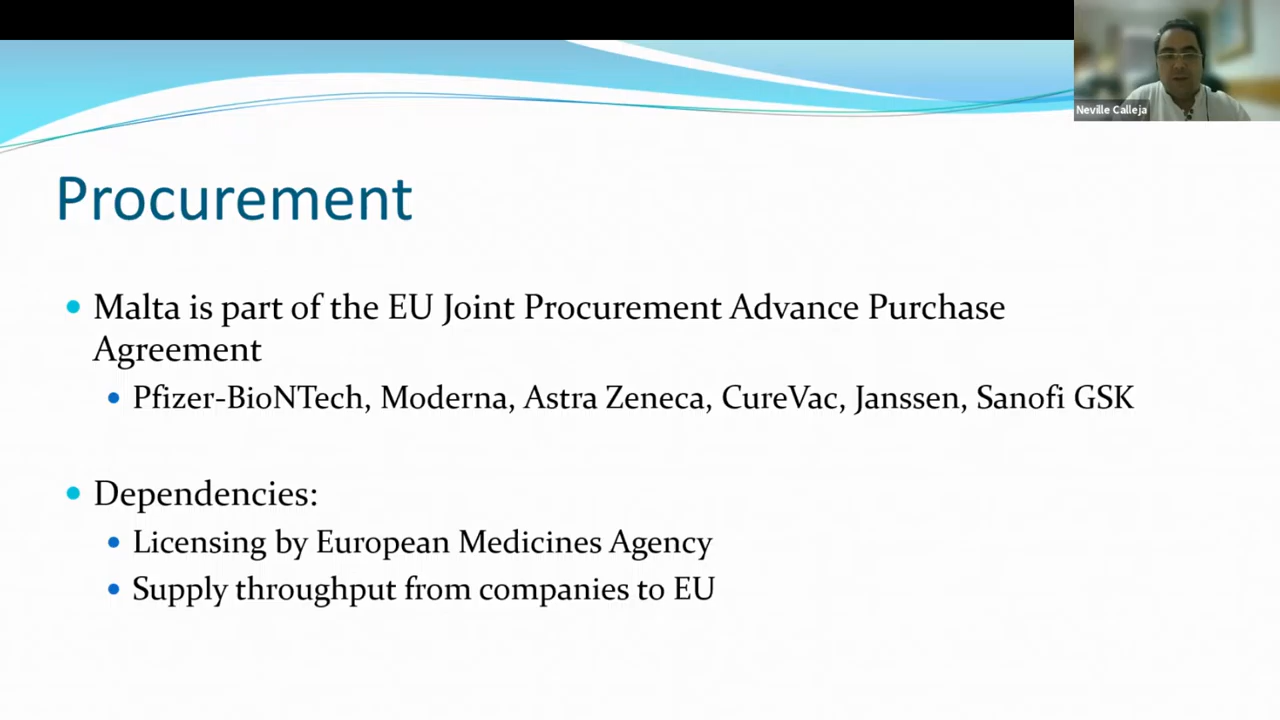 Neville Calleja
Procurement
Malta is part of the EU Joint Procurement Advance Purchase
Agreement
Pfizer-BioNTech, Moderna, Astra Zeneca, CureVac, Janssen, Sanofi GSK
Dependencies:
Licensing by European Medicines Agency
Supply throughput from companies to EU